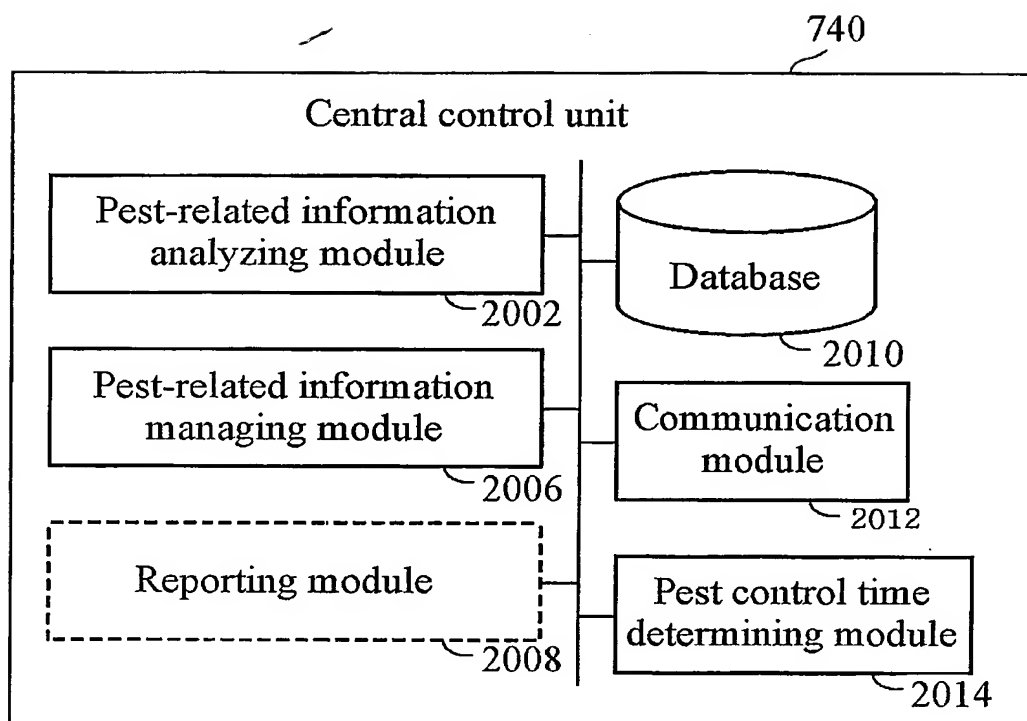 740
Central control unit
Pest-related information
analyzing module
2002
Database
2010
Pest-related information
managing module
2006
Communication
module
2012
Reporting module
2008
Pest control time
determining module
2014